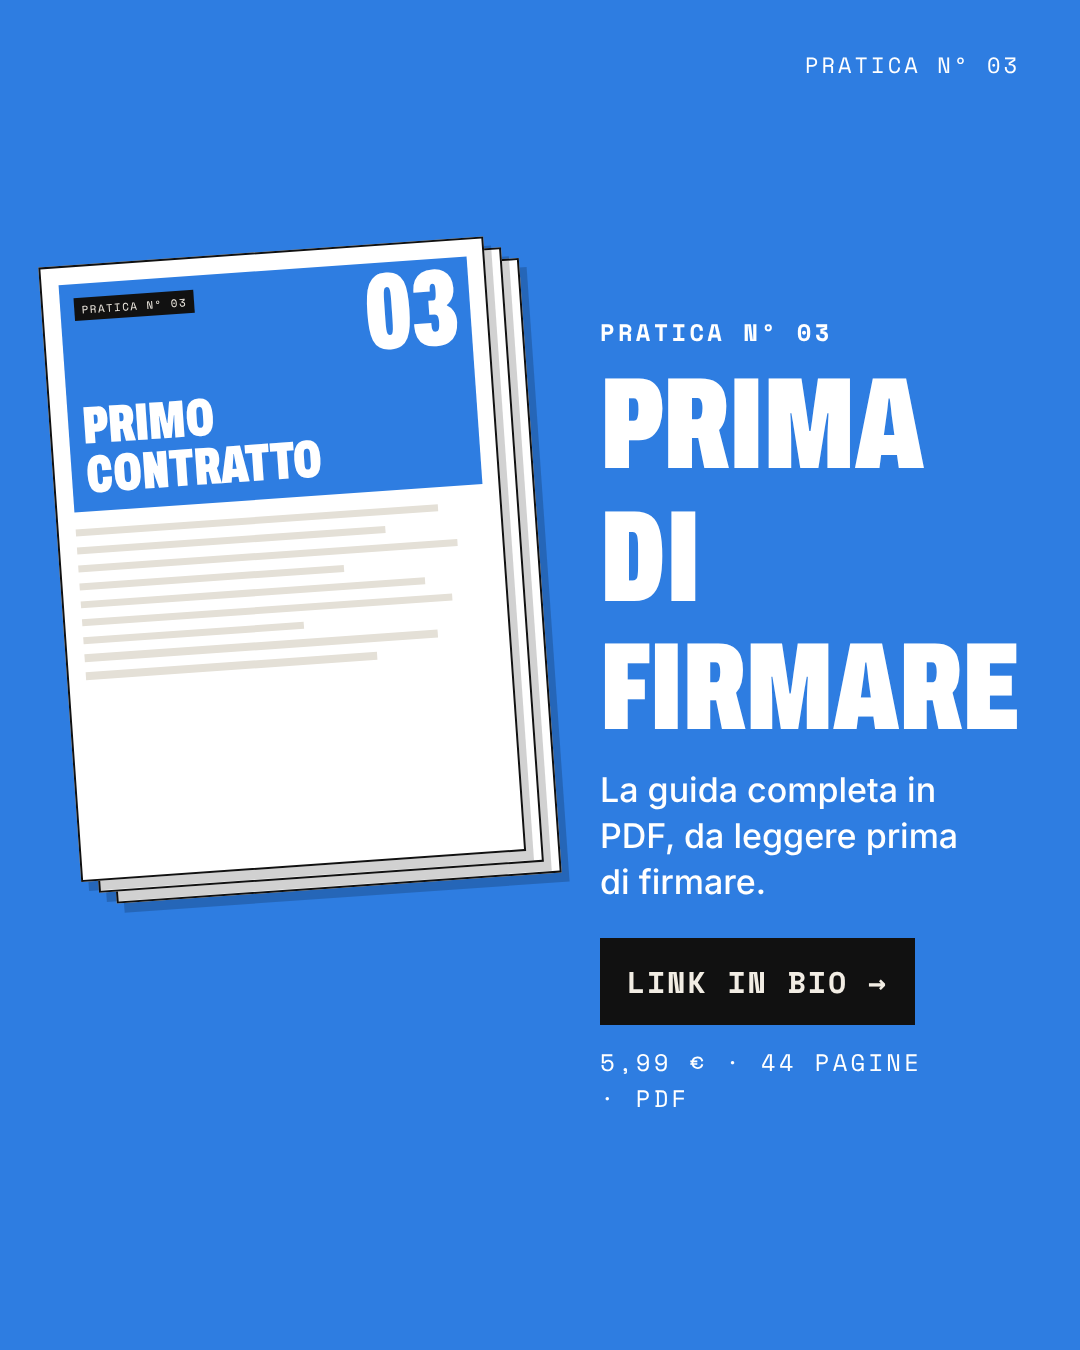 PRATICA N° 03
PRATICA N° 03
03
PRIMO
CONTRATTO
PRATICA N° 03
PRIMA
DI
FIRMARE
La guida completa in
PDF, da leggere prima
di firmare.
LINK IN BIO →
5,99 € · 44 PAGINE
· PDF